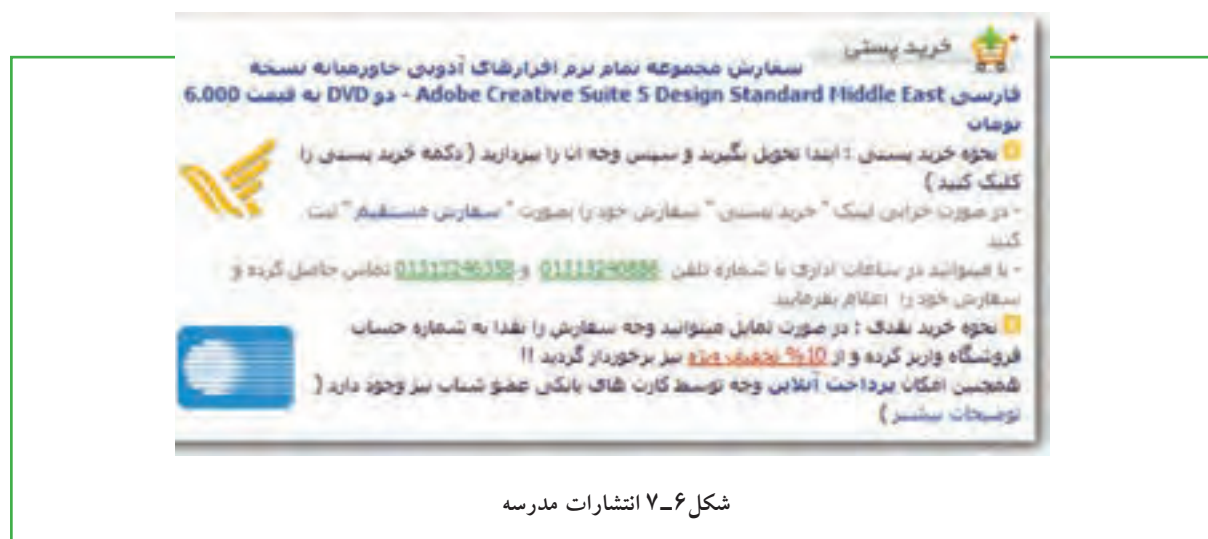 خرید پستی
سفارش مجموعه تمام نرم افزارهای آدوبی خاورمیانه نسخه
فارسی Adobe Creative Suite 5 Design Standard Middle East - دو DVD به قیمت 6.000
تومان
نحوه خرید پستی : ابتدا تحویل بگیرید و سپس وجه آن را بپردازید ( دکمه خرید پستی را
کلیک کنید )
- در صورت خرابی لینک " خرید پستی " سفارش خود را بصورت " سفارش مستقیم " ثبت
کنید
- یا میتوانید در ساعات اداری با شماره تلفن و تماس حاصل کرده و
سفارش خود را اعلام بفرمایید
نحوه خرید نقدی : در صورت تمایل میتوانید وجه سفارش را نقدا به شماره حساب
فروشگاه واریز کرده و از 10% تخفیف ویژه نیز برخوردار گردید !!
همچنین امکان پرداخت آنلاین وجه توسط کارت های بانکی عضو شتاب نیز وجود دارد (
توضیحات بیشتر )
شکل ۶ــ۷ انتشارات مدرسه